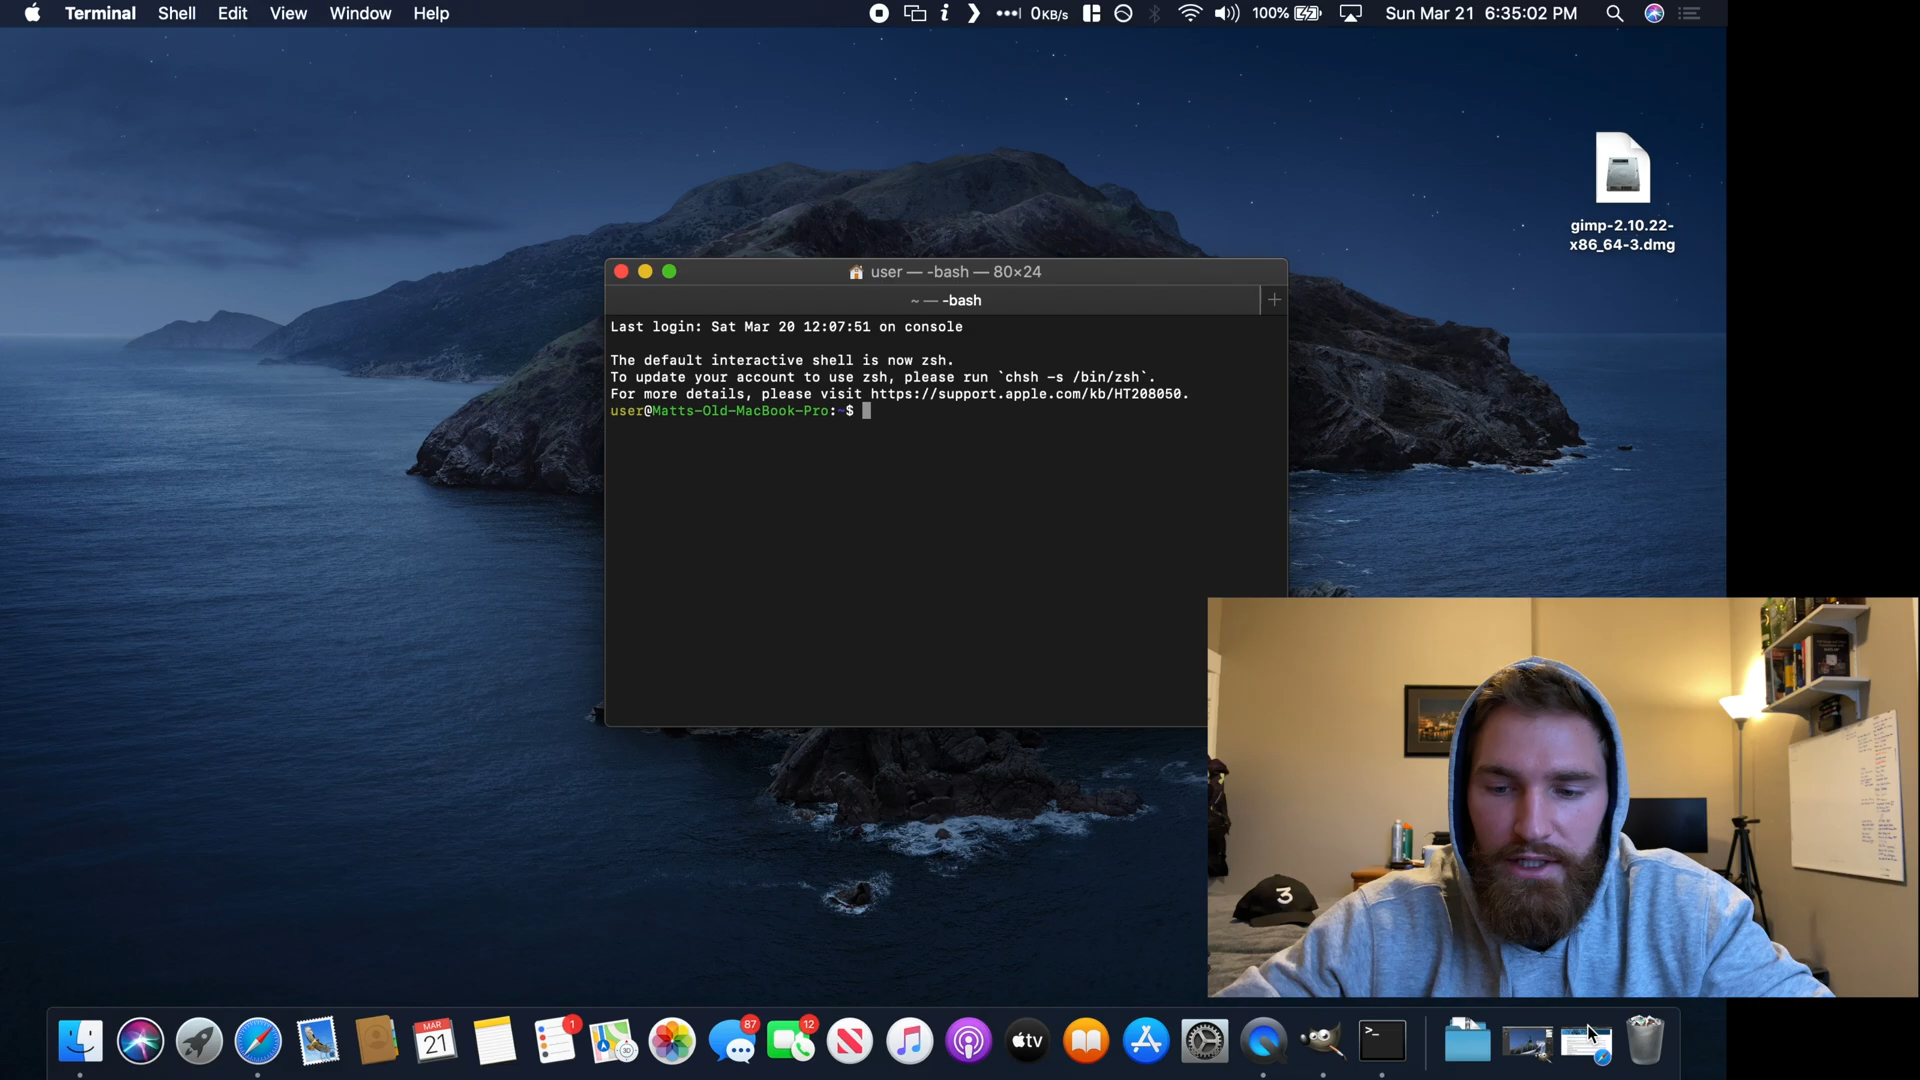 Terminal Shell Edit View Window Help
0KB/s 100% Sun Mar 21 6:35:02 PM
gimp-2.10.22-
x86_64-3.dmg
user — -bash — 80×24
~ — -bash
Last login: Sat Mar 20 12:07:51 on console
The default interactive shell is now zsh.
To update your account to use zsh, please run `chsh -s /bin/zsh`.
For more details, please visit https://support.apple.com/kb/HT208050.
user@Matts-Old-MacBook-Pro:~$
3
MAR
21
1
3D
87
12
tv
>_